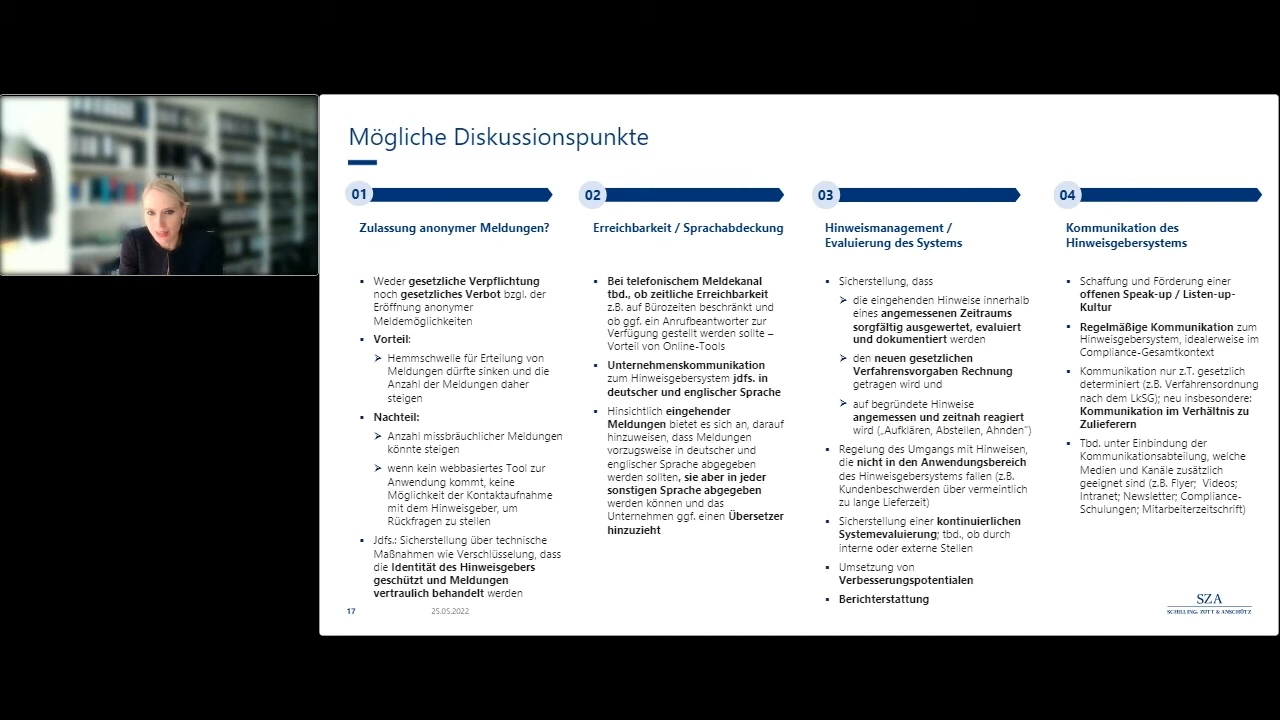 Mögliche Diskussionspunkte
01
Zulassung anonymer Meldungen?
▪ Weder gesetzliche Verpflichtung
noch gesetzliches Verbot bzgl. der
Eröffnung anonymer
Meldemöglichkeiten
▪ Vorteil:
➢ Hemmschwelle für Erteilung von
Meldungen dürfte sinken und die
Anzahl der Meldungen daher
steigen
▪ Nachteil:
➢ Anzahl missbräuchlicher Meldungen
könnte steigen
➢ wenn kein webbasiertes Tool zur
Anwendung kommt, keine
Möglichkeit der Kontaktaufnahme
mit dem Hinweisgeber, um
Rückfragen zu stellen
▪ Jdfs.: Sicherstellung über technische
Maßnahmen wie Verschlüsselung, dass
die Identität des Hinweisgebers
geschützt und Meldungen
vertraulich behandelt werden
02
Erreichbarkeit / Sprachabdeckung
▪ Bei telefonischem Meldekanal
tbd., ob zeitliche Erreichbarkeit
z.B. auf Bürozeiten beschränkt und
ob ggf. ein Anrufbeantworter zur
Verfügung gestellt werden sollte –
Vorteil von Online-Tools
▪ Unternehmenskommunikation
zum Hinweisgebersystem jdfs. in
deutscher und englischer Sprache
▪ Hinsichtlich eingehender
Meldungen bietet es sich an, darauf
hinzuweisen, dass Meldungen
vorzugsweise in deutscher und
englischer Sprache abgegeben
werden sollten, sie aber in jeder
sonstigen Sprache abgegeben
werden können und das
Unternehmen ggf. einen Übersetzer
hinzuzieht
03
Hinweismanagement /
Evaluierung des Systems
▪ Sicherstellung, dass
➢ die eingehenden Hinweise innerhalb
eines angemessenen Zeitraums
sorgfältig ausgewertet, evaluiert
und dokumentiert werden
➢ den neuen gesetzlichen
Verfahrensvorgaben Rechnung
getragen wird und
➢ auf begründete Hinweise
angemessen und zeitnah reagiert
wird („Aufklären, Abstellen, Ahnden“)
▪ Regelung des Umgangs mit Hinweisen,
die nicht in den Anwendungsbereich
des Hinweisgebersystems fallen (z.B.
Kundenbeschwerden über vermeintlich
zu lange Lieferzeit)
▪ Sicherstellung einer kontinuierlichen
Systemevaluierung; tbd., ob durch
interne oder externe Stellen
▪ Umsetzung von
Verbesserungspotentialen
▪ Berichterstattung
04
Kommunikation des
Hinweisgebersystems
▪ Schaffung und Förderung einer
offenen Speak-up / Listen-up-
Kultur
▪ Regelmäßige Kommunikation zum
Hinweisgebersystem, idealerweise im
Compliance-Gesamtkontext
▪ Kommunikation nur z.T. gesetzlich
determiniert (z.B. Verfahrensordnung
nach dem LkSG); neu insbesondere:
Kommunikation im Verhältnis zu
Zulieferern
▪ Tbd. unter Einbindung der
Kommunikationsabteilung, welche
Medien und Kanäle zusätzlich
geeignet sind (z.B. Flyer; Videos;
Intranet; Newsletter; Compliance-
Schulungen; Mitarbeiterzeitschrift)
17
25.05.2022
SZA
SCHILLING, ZUTT & ANSCHÜTZ